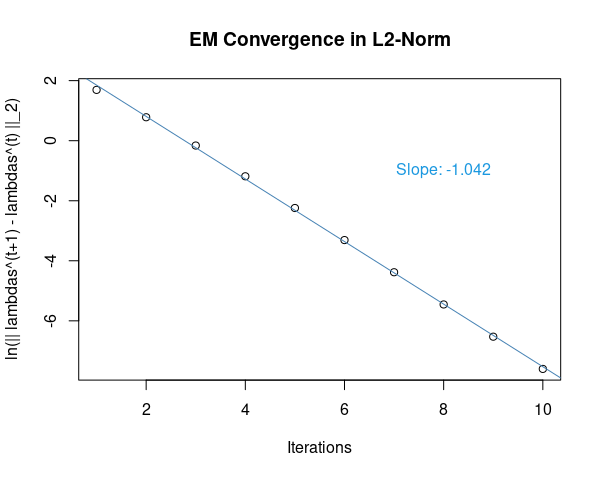 EM Convergence in L2-Norm
ln(|| lambdas^(t+1) - lambdas^(t) ||_2)
2
0
-2
-4
-6
Slope: -1.042
2 4 6 8 10
Iterations